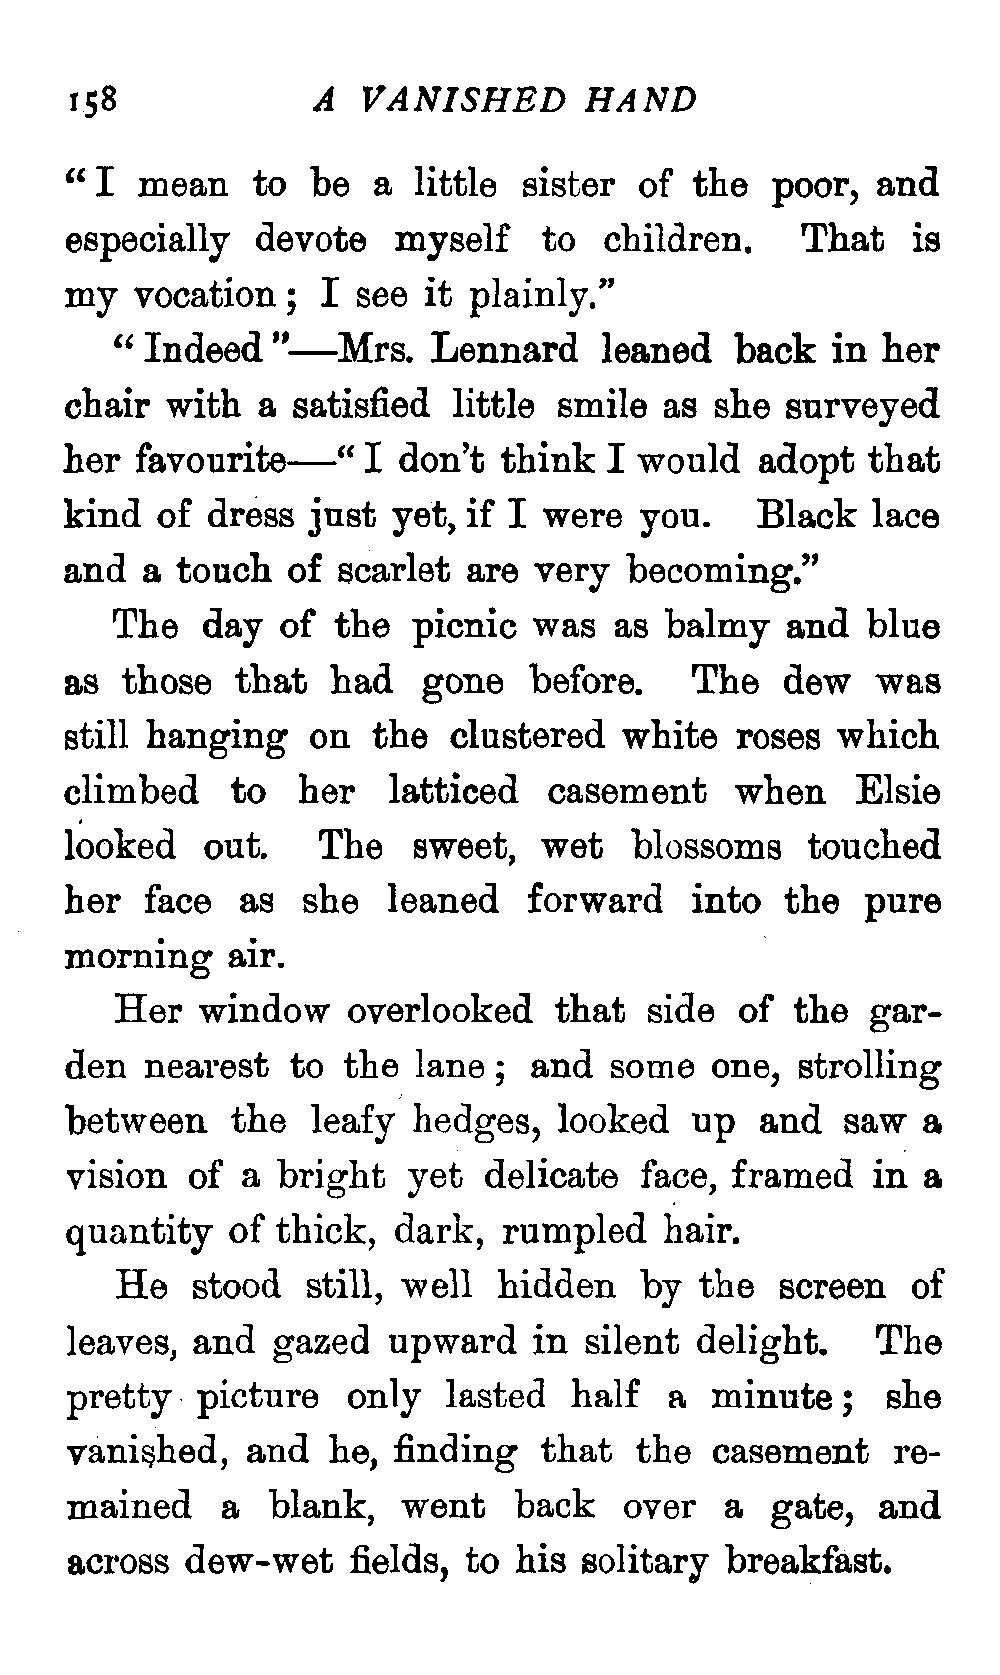 158 A VANISHED HAND
“I mean to be a little sister of the poor, and
especially devote myself to children. That is
my vocation; I see it plainly.”
“Indeed”—Mrs. Lennard leaned back in her
chair with a satisfied little smile as she surveyed
her favourite—“I don’t think I would adopt that
kind of dress just yet, if I were you. Black lace
and a touch of scarlet are very becoming.”
The day of the picnic was as balmy and blue
as those that had gone before. The dew was
still hanging on the clustered white roses which
climbed to her latticed casement when Elsie
looked out. The sweet, wet blossoms touched
her face as she leaned forward into the pure
morning air.
Her window overlooked that side of the gar-
den nearest to the lane; and some one, strolling
between the leafy hedges, looked up and saw a
vision of a bright yet delicate face, framed in a
quantity of thick, dark, rumpled hair.
He stood still, well hidden by the screen of
leaves, and gazed upward in silent delight. The
pretty picture only lasted half a minute; she
vanished, and he, finding that the casement re-
mained a blank, went back over a gate, and
across dew-wet fields, to his solitary breakfast.